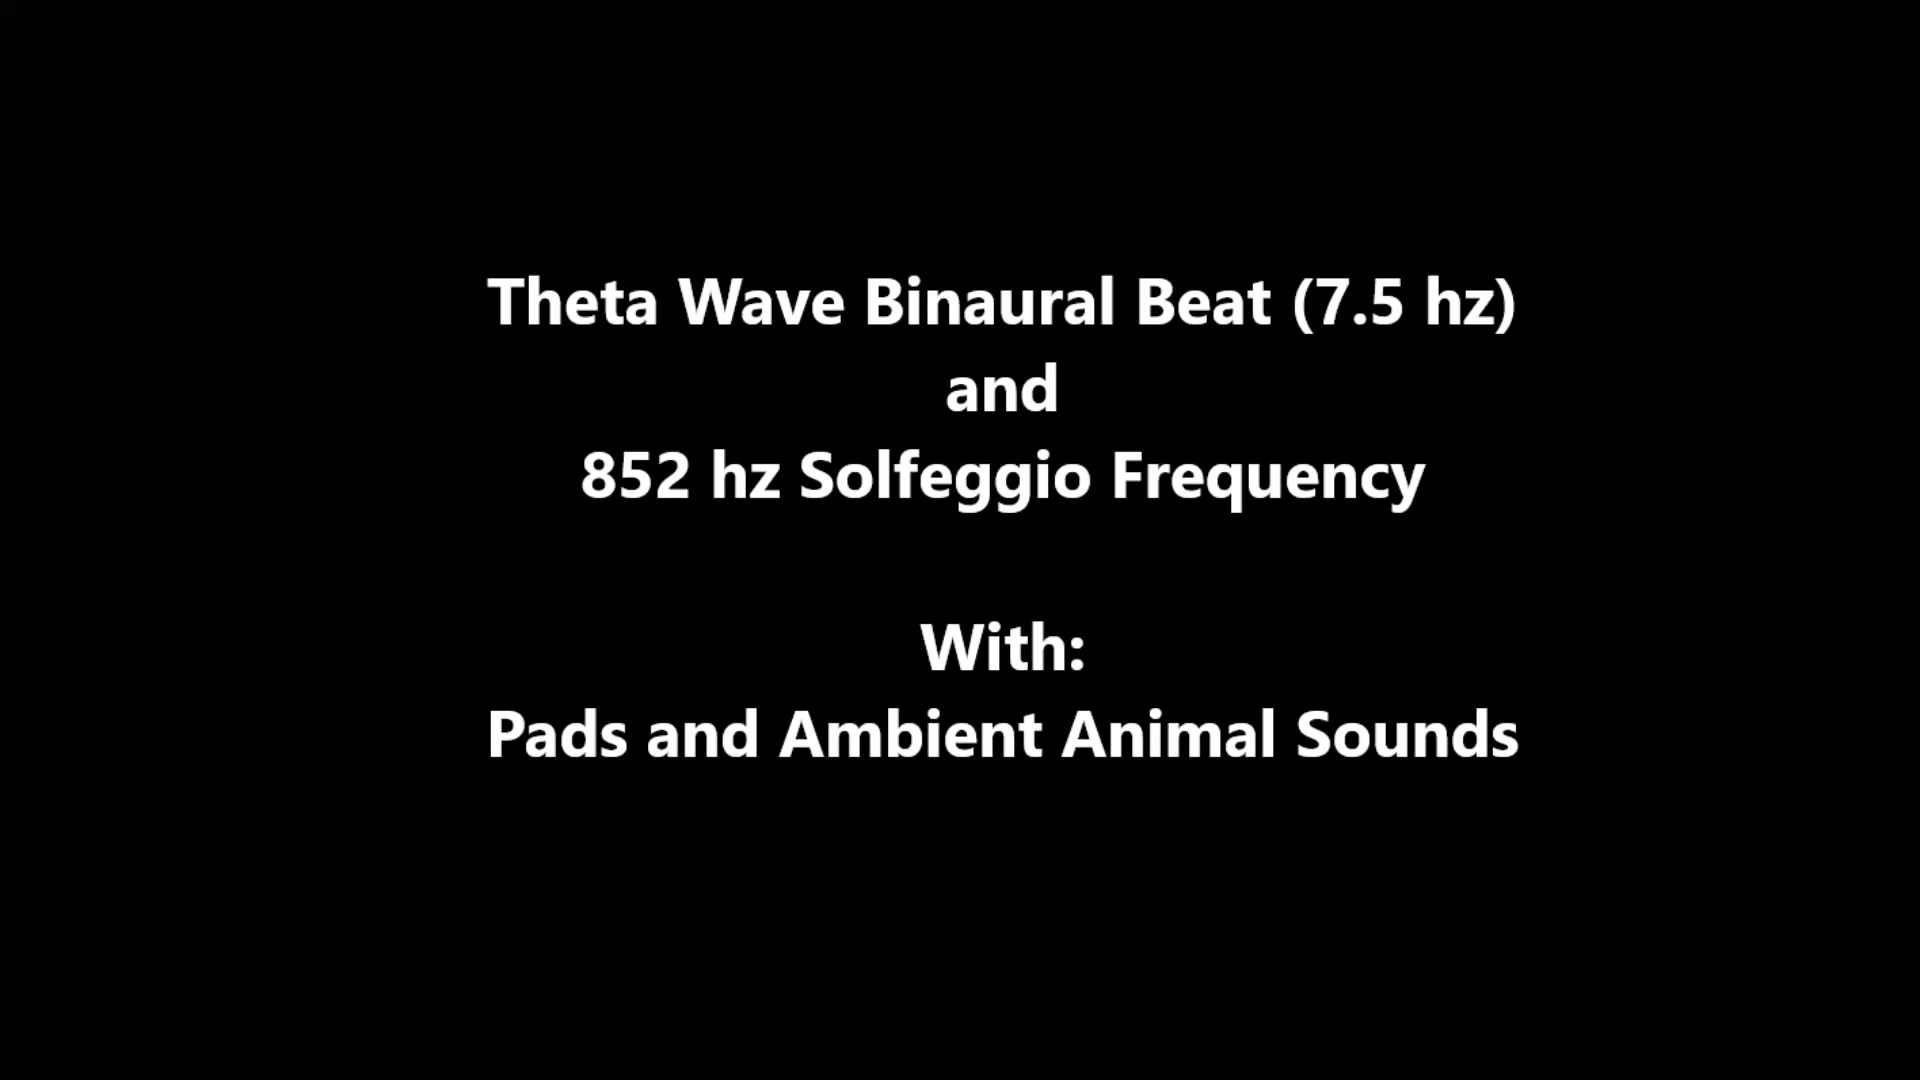 Theta Wave Binaural Beat (7.5 hz)
and
852 hz Solfeggio Frequency
With:
Pads and Ambient Animal Sounds